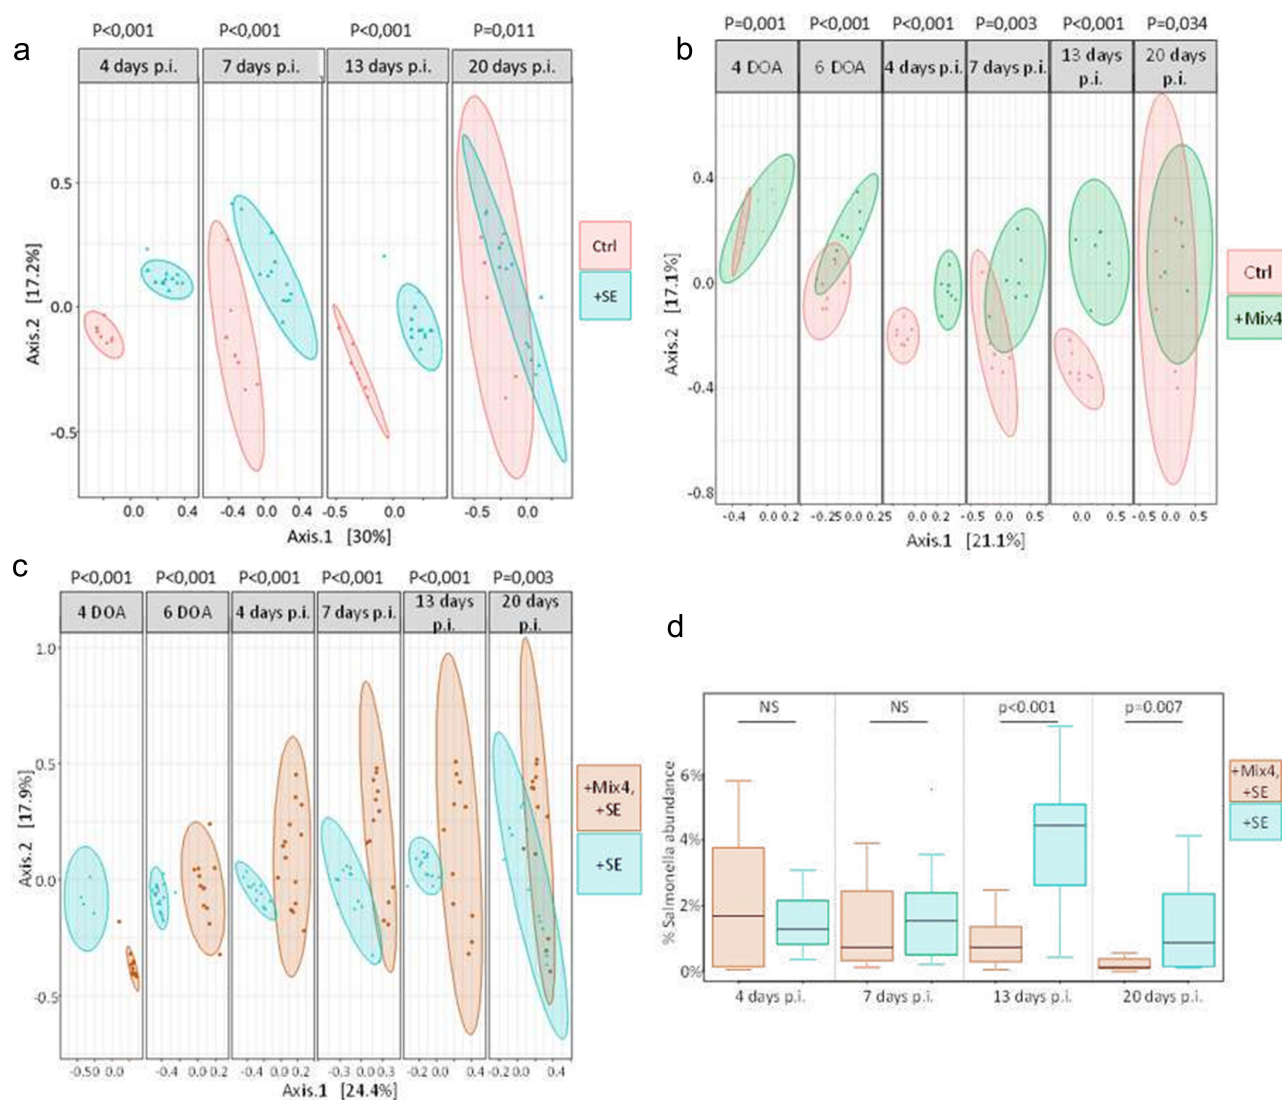 a
P<0,001 P<0,001 P<0,001 P=0,011
4 days p.i. 7 days p.i. 13 days p.i. 20 days p.i.
Axis.2 [17.2%]
0.5
0.0
-0.5
0.0 0.4 -0.4 0.0 0.4 -0.5 0.0 -0.5 0.0 0.5
Axis.1 [30%]
Ctrl
+SE
b
P=0,001 P<0,001 P<0,001 P=0,003 P<0,001 P=0,034
4 DOA 6 DOA 4 days p.i. 7 days p.i. 13 days p.i. 20 days p.i.
Axis.2 [17.1%]
0.4
0.0
-0.4
-0.8
-0.4 0.0 0.2 -0.25 0.0 0.25 0.0 0.2 -0.5 0.0 0.5 0.0 0.5 -0.5 0.0 0.5
Axis.1 [21.1%]
Ctrl
+Mix4
c
P<0,001 P<0,001 P<0,001 P<0,001 P<0,001 P=0,003
4 DOA 6 DOA 4 days p.i. 7 days p.i. 13 days p.i. 20 days p.i.
Axis.2 [17.9%]
1.0
0.5
0.0
-0.5
-0.50 0.0 -0.4 0.0 0.2 -0.4 0.0 0.2 -0.3 0.0 0.3 -0.2 0.0 0.4 -0.2 0.0 0.4
Axis.1 [24.4%]
+Mix4,
+SE
+SE
d
NS NS p<0.001 p=0.007
% Salmonella abundance
6%
4%
2%
0%
4 days p.i. 7 days p.i. 13 days p.i. 20 days p.i.
+Mix4,
+SE
+SE